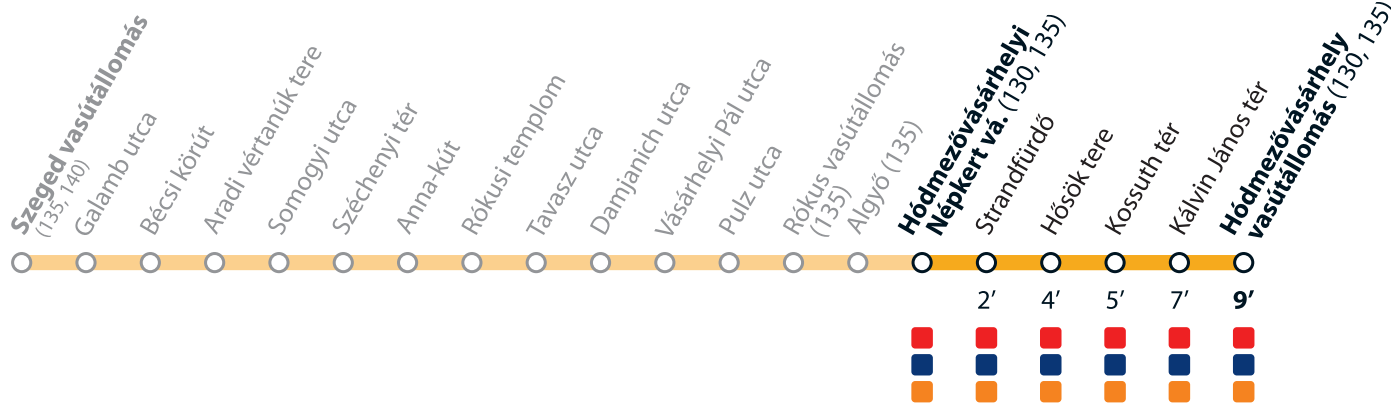 Szeged vasútállomás
(135, 140)
Galamb utca
Bécsi körút
Aradi vértanúk tere
Somogyi utca
Széchenyi tér
Anna-kút
Rókusi templom
Tavasz utca
Damjanich utca
Vásárhelyi Pál utca
Pulz utca
Rókus vasútállomás
(135)
Algyő (135)
Hódmezővásárhelyi
Népkert vá. (130, 135)
Strandfürdő
Hősök tere
Kossuth tér
Kálvin János tér
Hódmezővásárhely
vasútállomás (130, 135)
2’ 4’ 5’ 7’ 9’